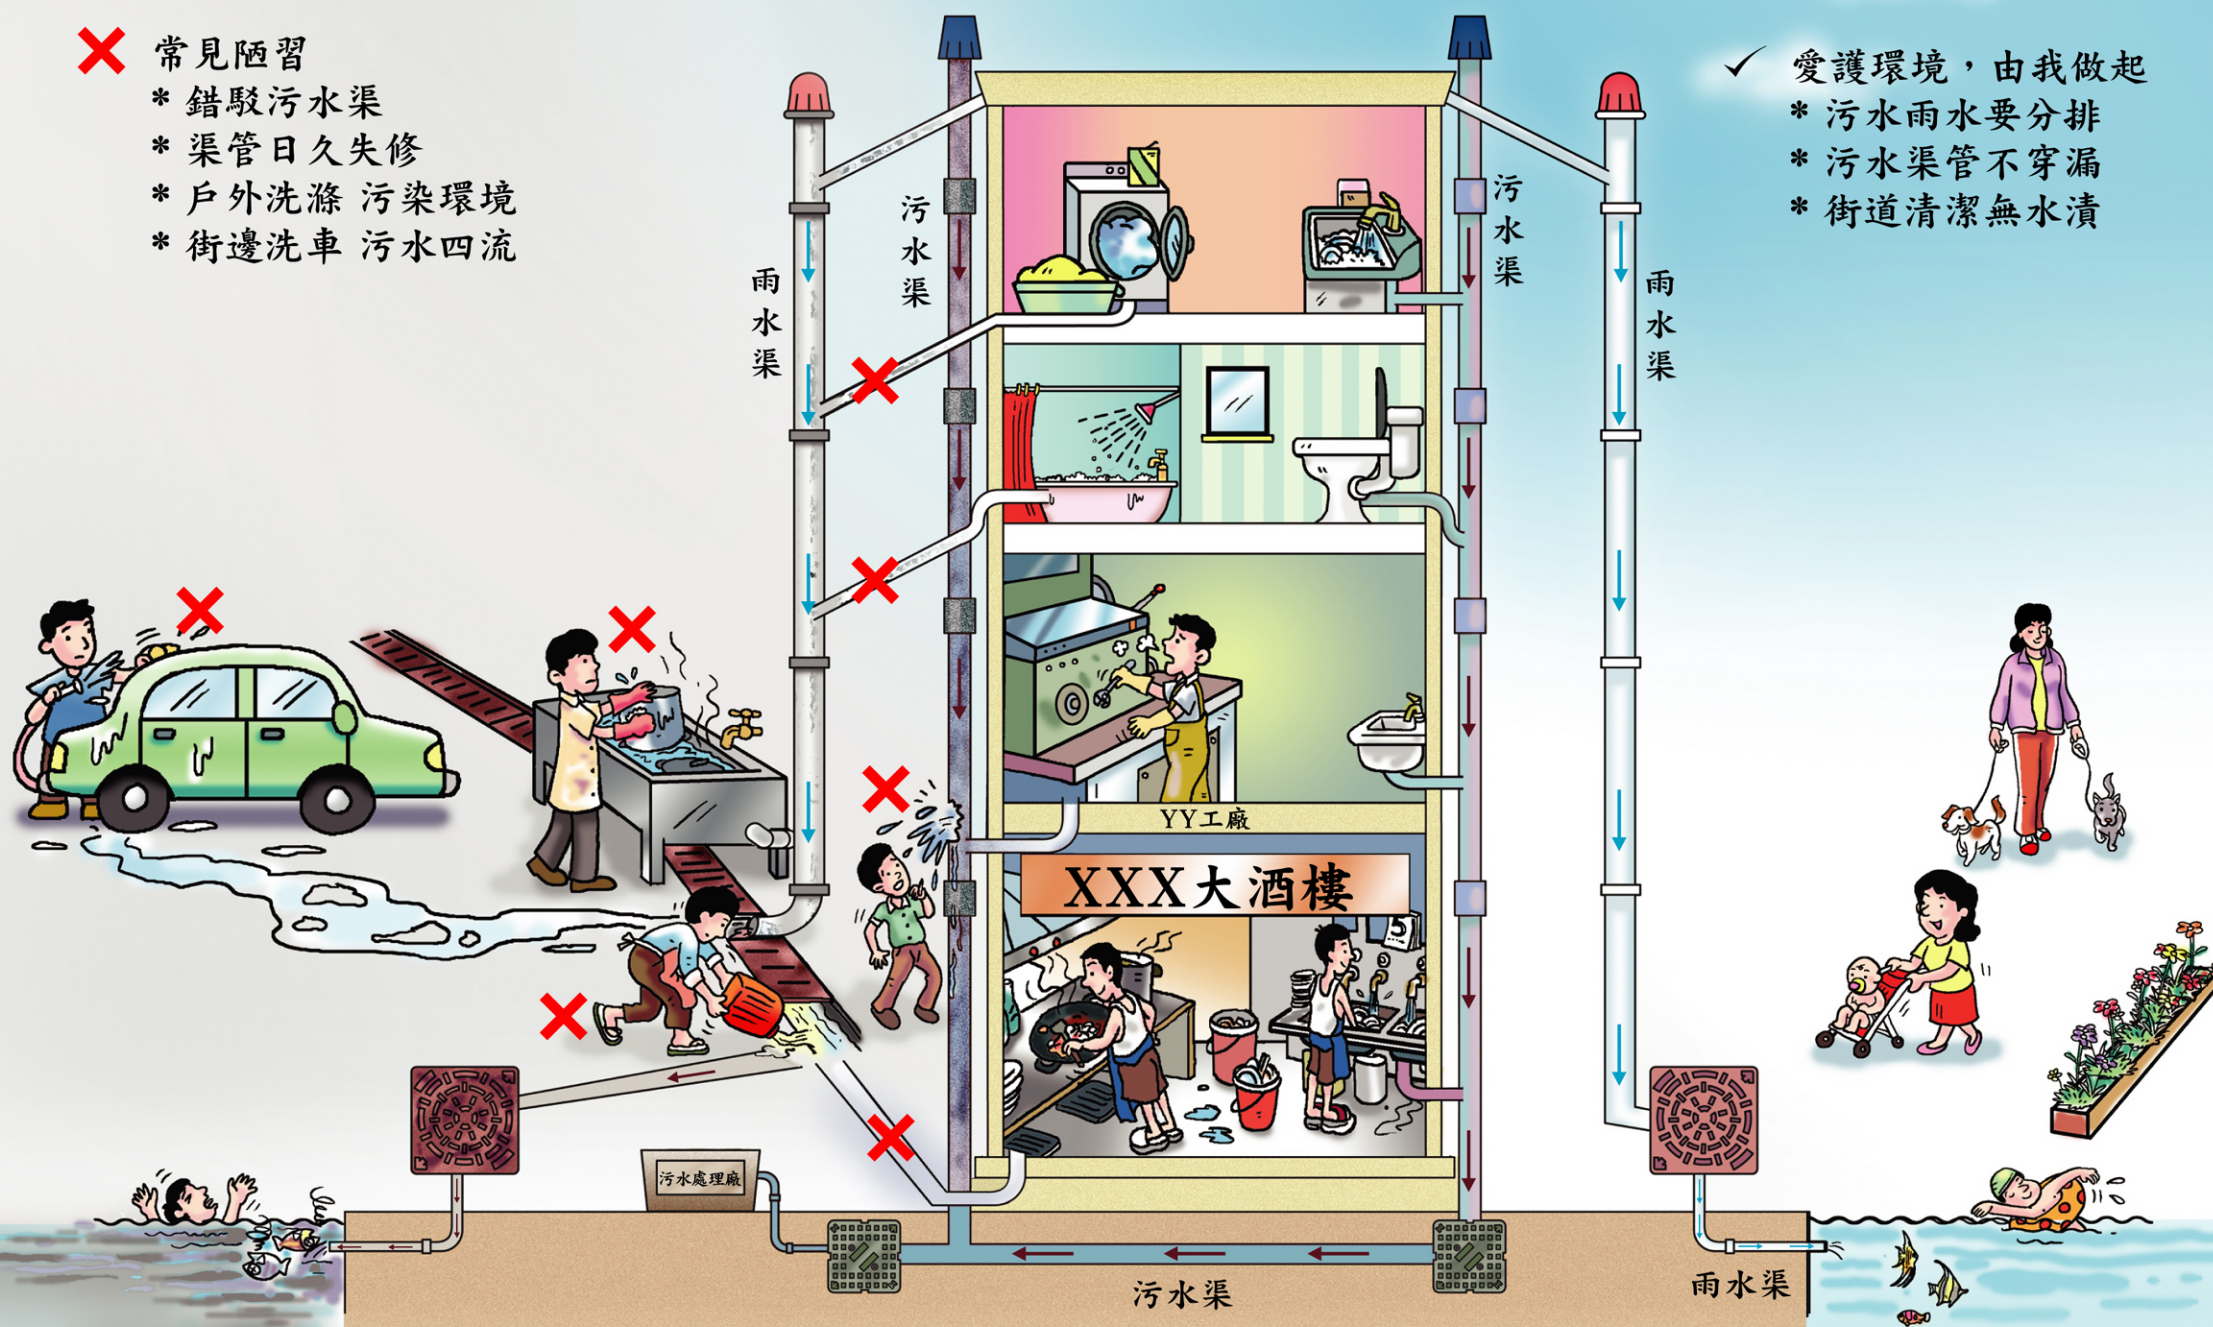 常見陋習
* 錯駁污水渠
* 渠管日久失修
* 戶外洗滌 污染環境
* 街邊洗車 污水四流
愛護環境，由我做起
* 污水雨水要分排
* 污水渠管不穿漏
* 街道清潔無水漬
雨水渠
污水渠
污水渠
雨水渠
YY工廠
XXX大酒樓
5
污水處理廠
污水渠
雨水渠